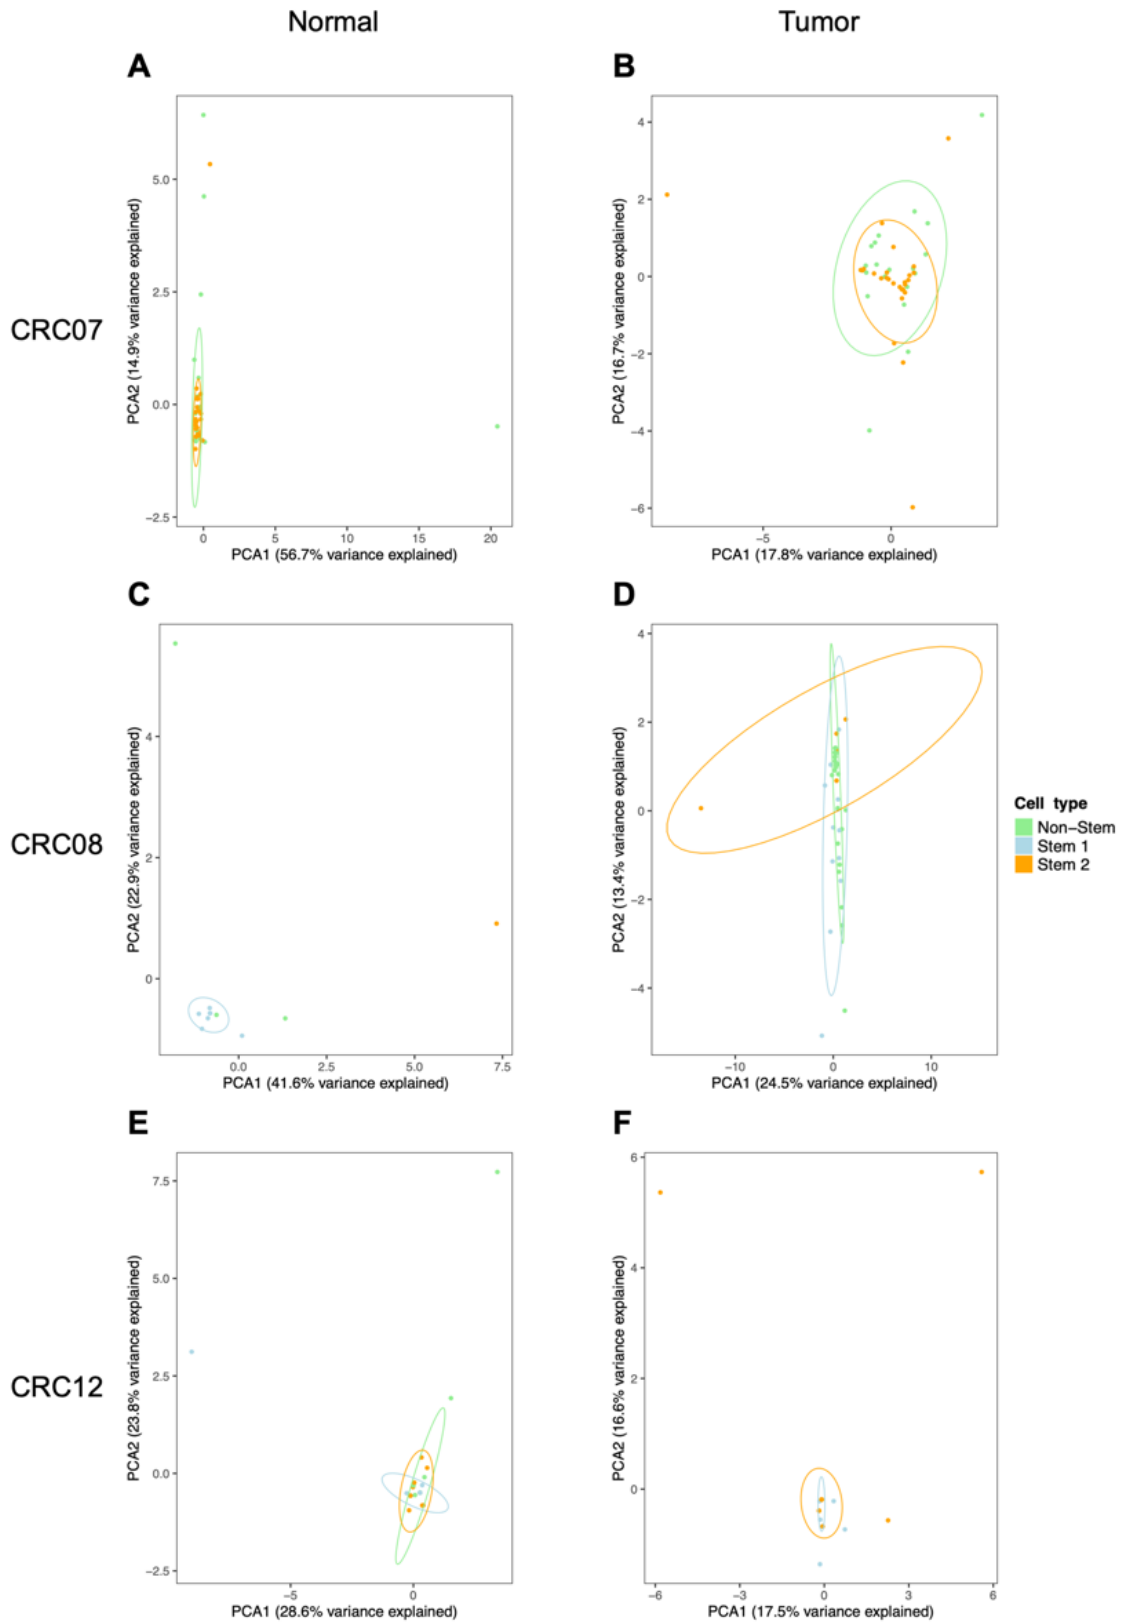 Normal
Tumor
A
B
CRC07
PCA2 (14.9% variance explained)
5.0
2.5
0.0
−2.5
0
5
10
15
20
PCA1 (56.7% variance explained)
PCA2 (16.7% variance explained)
4
2
0
−2
−4
−6
−5
0
PCA1 (17.8% variance explained)
C
D
CRC08
PCA2 (22.9% variance explained)
4
2
0
0.0
2.5
5.0
7.5
PCA1 (41.6% variance explained)
PCA2 (13.4% variance explained)
4
2
0
−2
−4
−10
0
10
PCA1 (24.5% variance explained)
Cell type
Non−Stem
Stem 1
Stem 2
E
F
CRC12
PCA2 (23.8% variance explained)
7.5
5.0
2.5
0.0
−2.5
−5
0
PCA1 (28.6% variance explained)
PCA2 (16.6% variance explained)
6
4
2
0
−6
−3
0
3
6
PCA1 (17.5% variance explained)